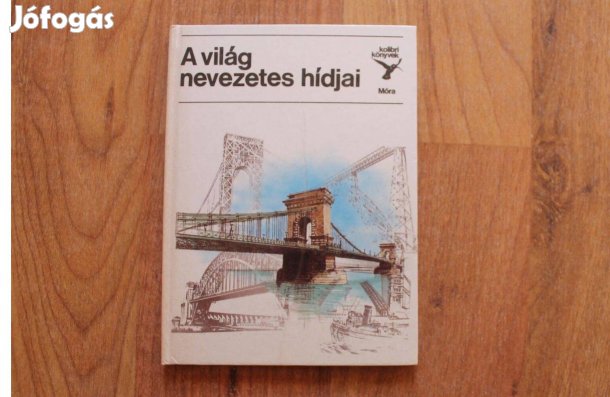 Jófogás
A világ
nevezetes hídjai
kolibri
könyvek
Móra